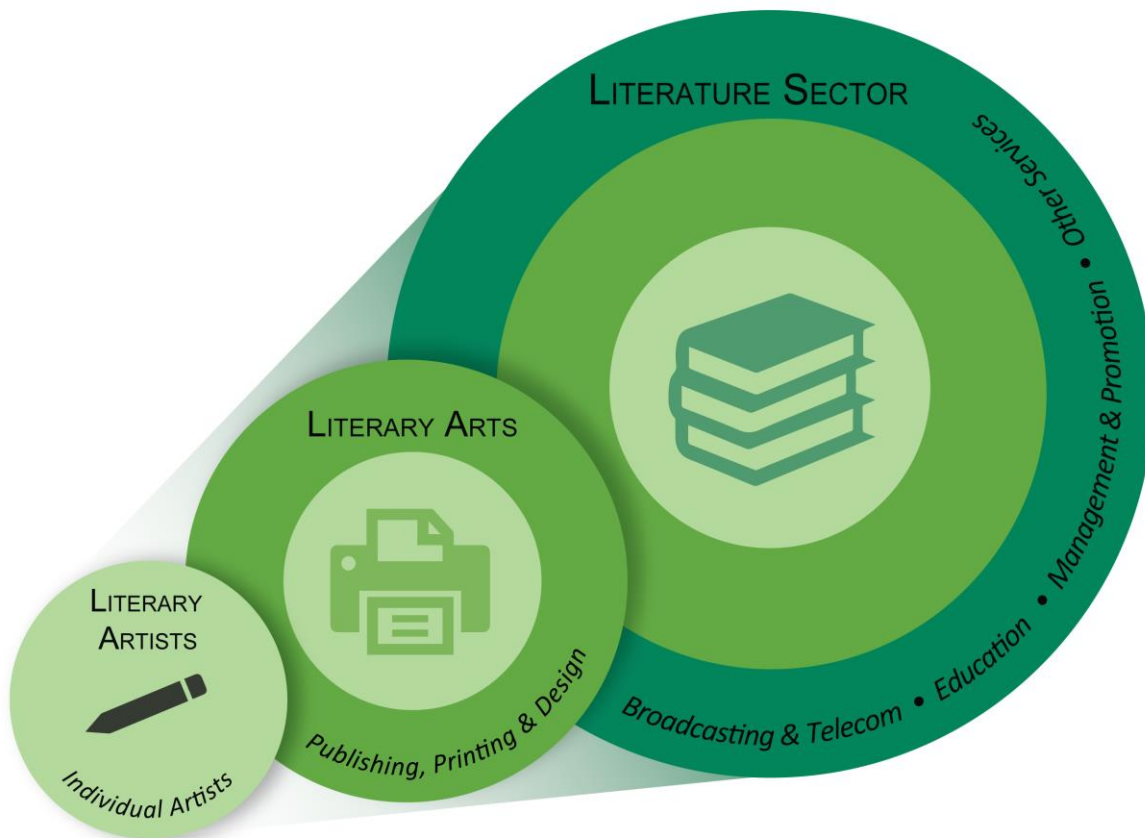 LITERATURE SECTOR
Broadcasting & Telecom • Education • Management & Promotion • Other Services
LITERARY ARTS
Publishing, Printing & Design
LITERARY
ARTISTS
Individual Artists